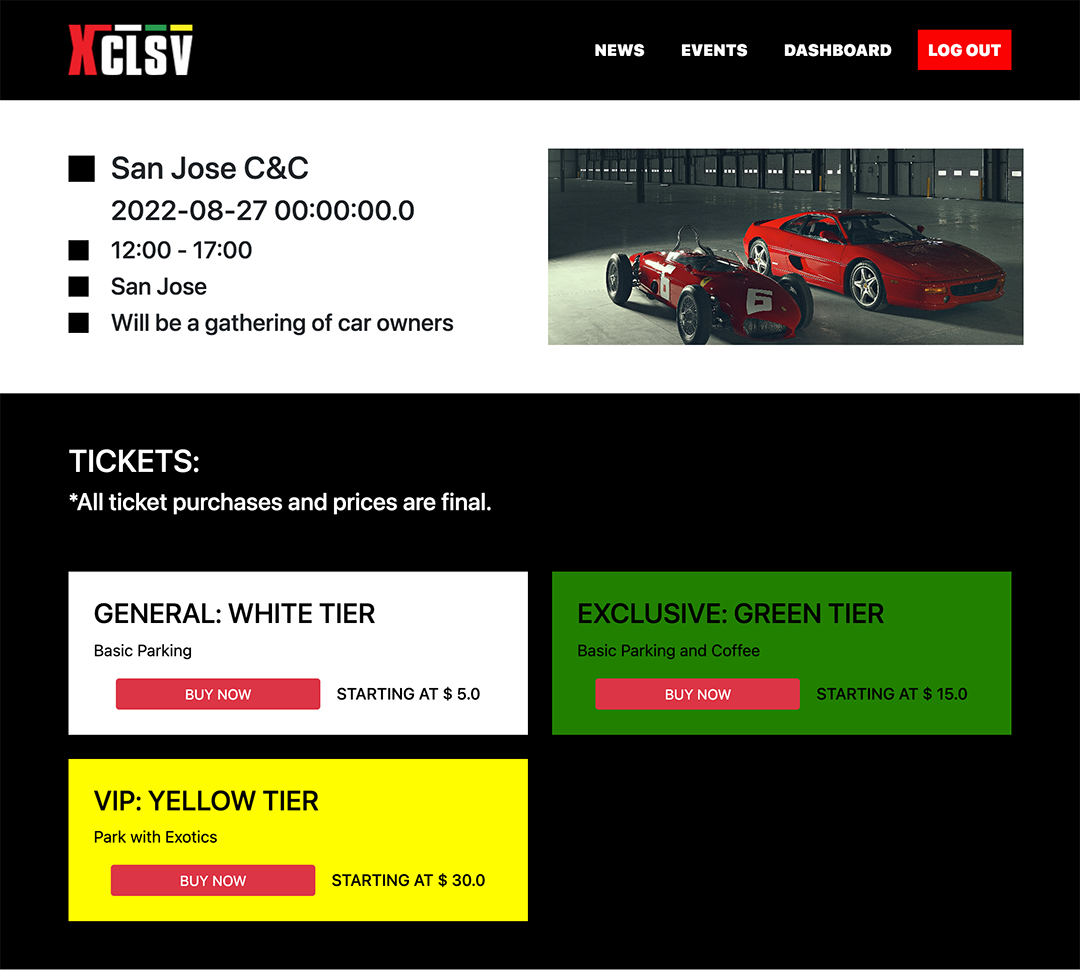 XCLSV
NEWS EVENTS DASHBOARD LOG OUT
San Jose C&C
2022-08-27 00:00:00.0
12:00 - 17:00
San Jose
Will be a gathering of car owners
6 6
TICKETS:
*All ticket purchases and prices are final.
GENERAL: WHITE TIER
Basic Parking
BUY NOW STARTING AT $ 5.0
EXCLUSIVE: GREEN TIER
Basic Parking and Coffee
BUY NOW STARTING AT $ 15.0
VIP: YELLOW TIER
Park with Exotics
BUY NOW STARTING AT $ 30.0